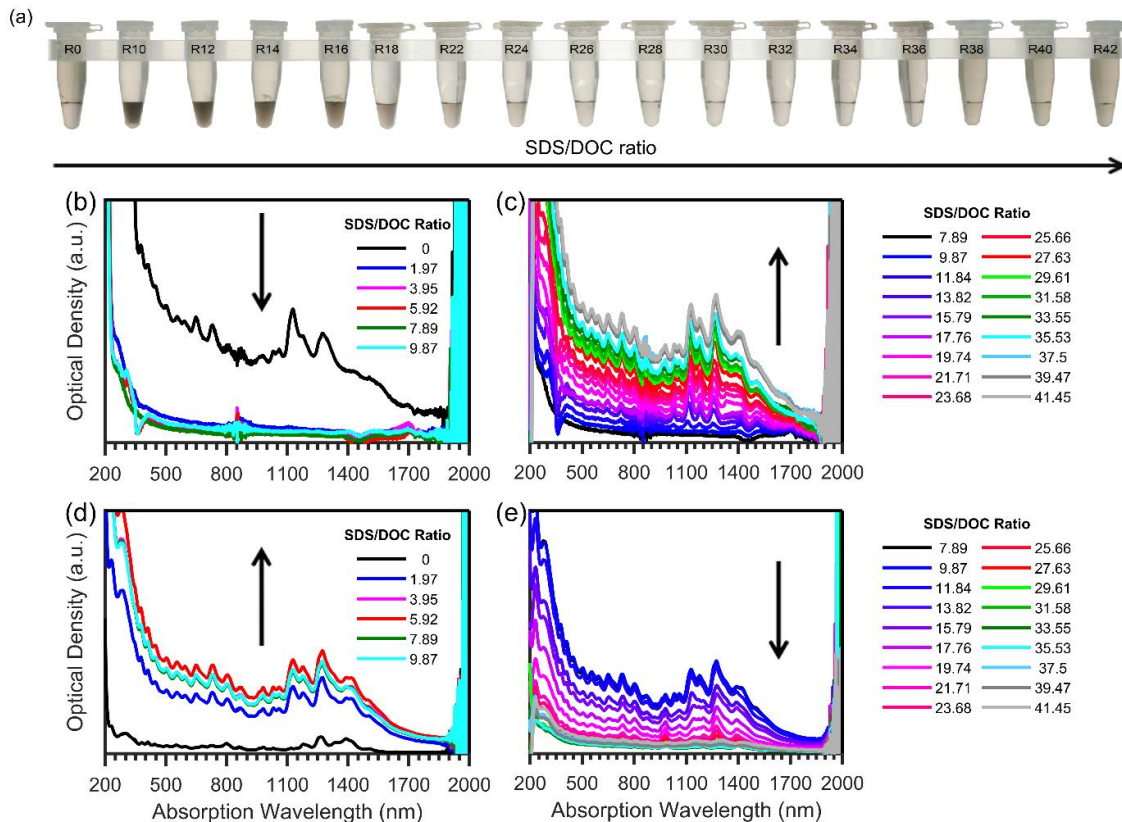 (a)
R0 R10 R12 R14 R16 R18 R22 R24 R26 R28 R30 R32 R34 R36 R38 R40 R42
SDS/DOC ratio
(b)
Optical Density (a.u.)
SDS/DOC Ratio
0
1.97
3.95
5.92
7.89
9.87
200 500 800 1100 1400 1700 2000
(c)
200 500 800 1100 1400 1700 2000
SDS/DOC Ratio
7.89 25.66
9.87 27.63
11.84 29.61
13.82 31.58
15.79 33.55
17.76 35.53
19.74 37.5
21.71 39.47
23.68 41.45
(d)
Optical Density (a.u.)
SDS/DOC Ratio
0
1.97
3.95
5.92
7.89
9.87
200 500 800 1100 1400 1700 2000
Absorption Wavelength (nm)
(e)
200 500 800 1100 1400 1700 2000
Absorption Wavelength (nm)
SDS/DOC Ratio
7.89 25.66
9.87 27.63
11.84 29.61
13.82 31.58
15.79 33.55
17.76 35.53
19.74 37.5
21.71 39.47
23.68 41.45